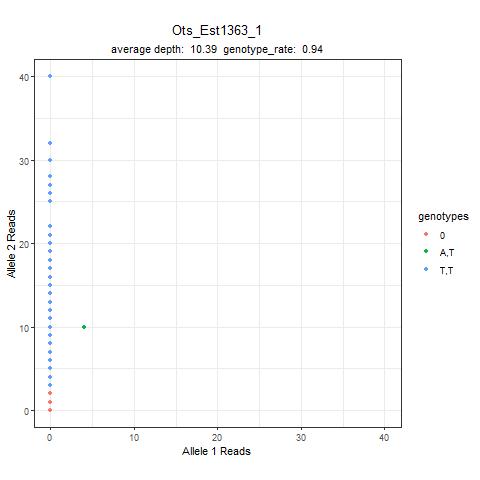 Ots_Est1363_1
average depth:  10.39  genotype_rate:  0.94
Allele 2 Reads
40
30
20
10
0
0 10 20 30 40
Allele 1 Reads
genotypes
0
A,T
T,T